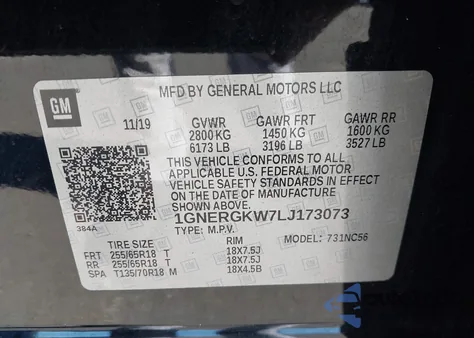 MFD BY GENERAL MOTORS LLC
GM
11/19 GVWR GAWR FRT GAWR RR
2800 KG 1450 KG 1600 KG
6173 LB 3196 LB 3527 LB
THIS VEHICLE CONFORMS TO ALL
APPLICABLE U.S. FEDERAL MOTOR
VEHICLE SAFETY STANDARDS IN EFFECT
ON THE DATE OF MANUFACTURE
SHOWN ABOVE.
1GNERGKW7LJ173073
384A
TYPE: M.P.V. MODEL: 731NC56
TIRE SIZE RIM
FRT 255/65R18 T 18X7.5J
RR 255/65R18 T 18X7.5J
SPA T135/70R18 M 18X4.5B